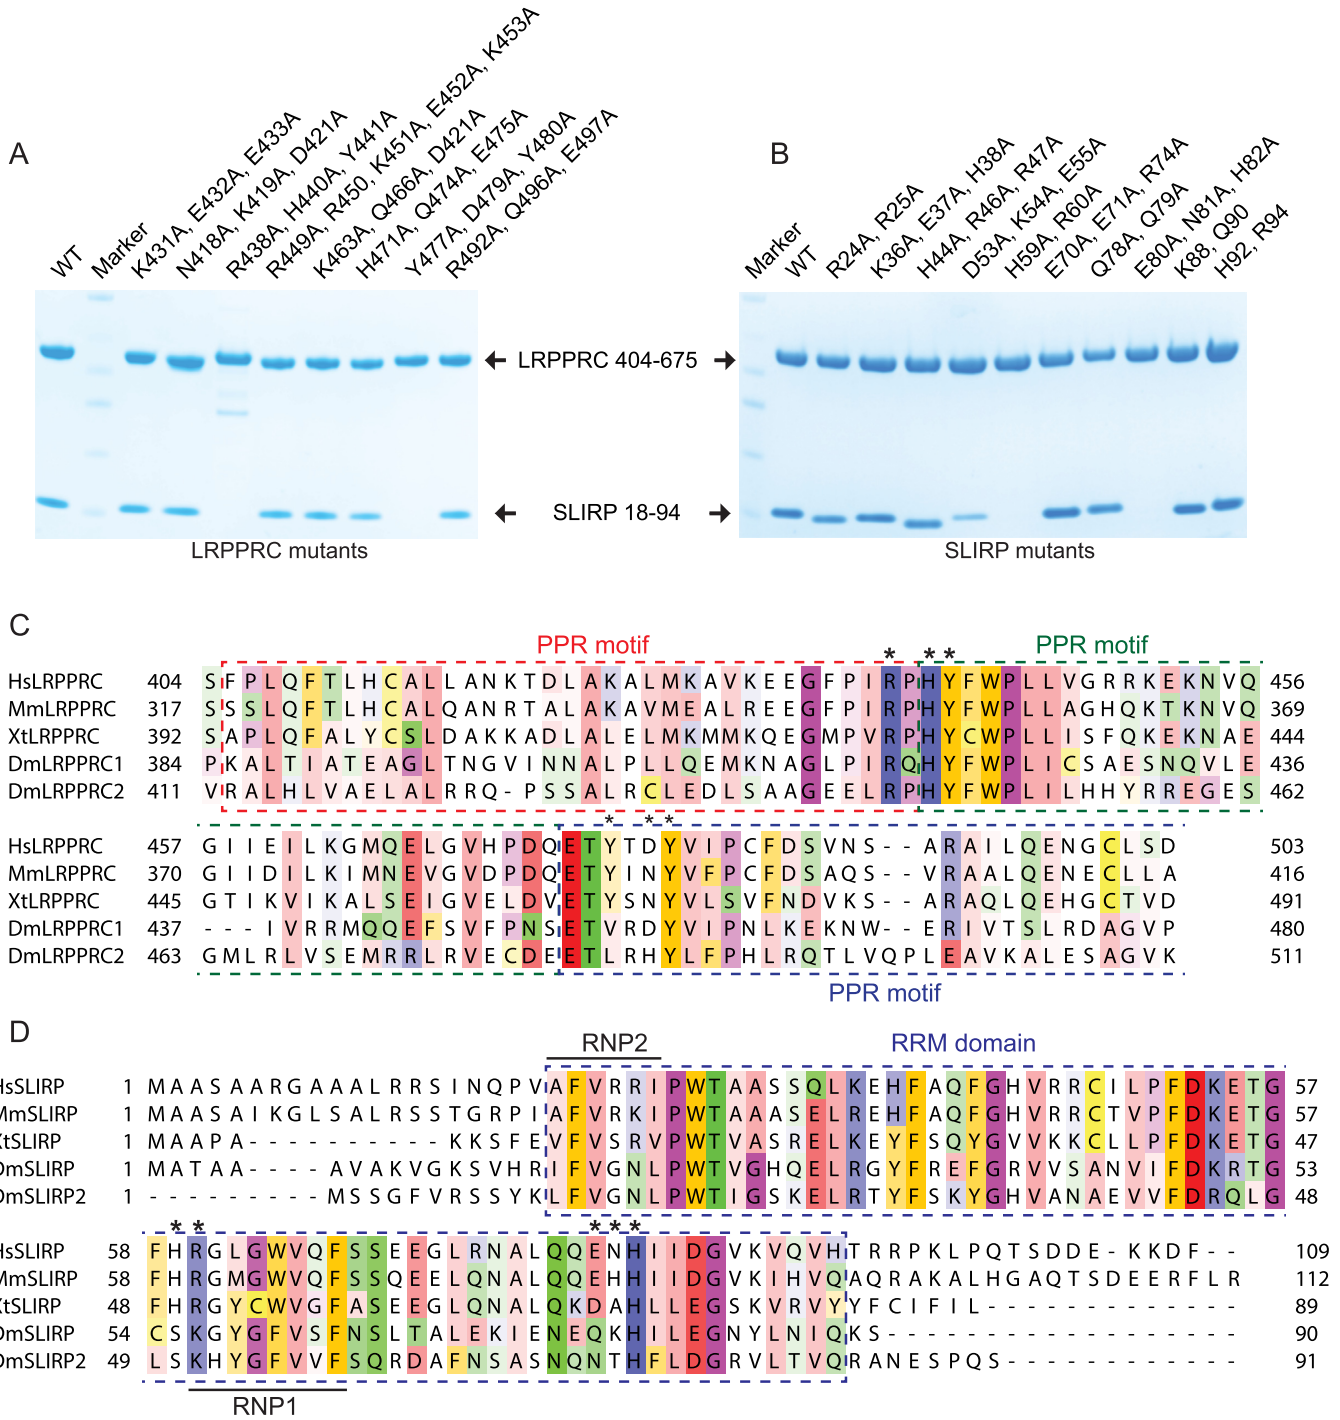 A
WT
Marker
K431A, E432A, E433A
N418A, K419A, D421A
R438A, H440A, Y441A
R449A, R450, K451A, E452A, K453A
K463A, Q466A, D421A
H471A, Q474A, E475A
Y477A, D479A, Y480A
R492A, Q496A, E497A
LRPPRC 404-675
SLIRP 18-94
LRPPRC mutants
B
Marker
WT
R24A, R25A
K36A, E37A, H38A
H44A, R46A, R47A
D53A, K54A, E55A
H59A, R60A
E70A, E71A, R74A
Q78A, Q79A
E80A, N81A, H82A
K88, Q90
H92, R94
SLIRP mutants
C
PPR motif
PPR motif
* * *
HsLRPPRC 404 SFPLQFTLHCALLANKTDLAKALMKAVKEEGFPIRPHYFWPLLVGRRKEKNVQ 456
MmLRPPRC 317 SSSLQFTLHCALQANRTALAKAVMEALREEGFPIRPHYFWPLLAGHQKTKNVQ 369
XtLRPPRC 392 SAPLQFALYCSLDAKKADLALELMKMMKQEGMPVRPHYCWPLLISFQKEKNAE 444
DmLRPPRC1 384 PKALTIATEAGLTNGVINNALPLLQEMKNAGLPIRQHYFWPLICSAESNQVLE 436
DmLRPPRC2 411 VRALHLVAELALRRQ-PSSALRCLEDLSAAGEELRPHYFWPLILHHYRREGES 462
* * *
HsLRPPRC 457 GIIEILKGMQELGVHPDQETYTDYVIPCFDSVNS--ARAILQENGCLSD 503
MmLRPPRC 370 GIIDILKIMNEVGVDPDQETYINYVFPCFDSAQS--VRAALQENECLLA 416
XtLRPPRC 445 GTIKVIKALSEIGVELDVETYSNYVLSVFNDVKS--ARAQLQEHGCTVD 491
DmLRPPRC1 437 ---IVRRMQQEFSVFPNSETVRDYVIPNLKEKNW--ERIVTSLRDAGVP 480
DmLRPPRC2 463 GMLRLVSEMRRLRVECDEETLRHYLFPHLRQTLVQPLEAVKALESAGVK 511
PPR motif
D
RNP2
RRM domain
HsSLIRP 1 MAASAARGAAALRRSINQPVAFVRRIPWTAASSQLKEHFAQFGHVRRCILPFDKETG 57
MmSLIRP 1 MAASAIKGLSALRSSTGRPIAFVRKIPWTAAASELREHFAQFGHVRRCTVPFDKETG 57
XtSLIRP 1 MAAPA----------KKSFEVFVSRVPWTVASRELKEYFSQYGVVKKCLLPFDKETG 47
DmSLIRP 1 MATAA----AVAKVGKSVHRIFVGNLPWTVGHQELRGYFREFGRVVSANVIFDKRTG 53
DmSLIRP2 1 ---------MSSGFVRSSYKLFVGNLPWTIGSKELRTYFSKYGHVANAEVVFDRQLG 48
* * * * *
HsSLIRP 58 FHRGLGWVQFSSEEGLRNALQQENHIIDGVKVQVHTRRPKLPQTSDDE-KKDF-- 109
MmSLIRP 58 FHRGMGWVQFSSQEELQNALQQEHHIIDGVKIHVQAQRAKALHGAQTSDEERFLR 112
XtSLIRP 48 FHRGYCWVGFASEEGLQNALQKDAHLLEGSKVRVYYFCIFIL------------- 89
DmSLIRP 54 CSKGYGFVSFNSLTALEKIENEQKHILEGNYLNIQKS------------------ 90
DmSLIRP2 49 LSKHYGFVVFSQRDAFNSASNQNTHFLDGRVLTVQRANESPQS------------ 91
RNP1